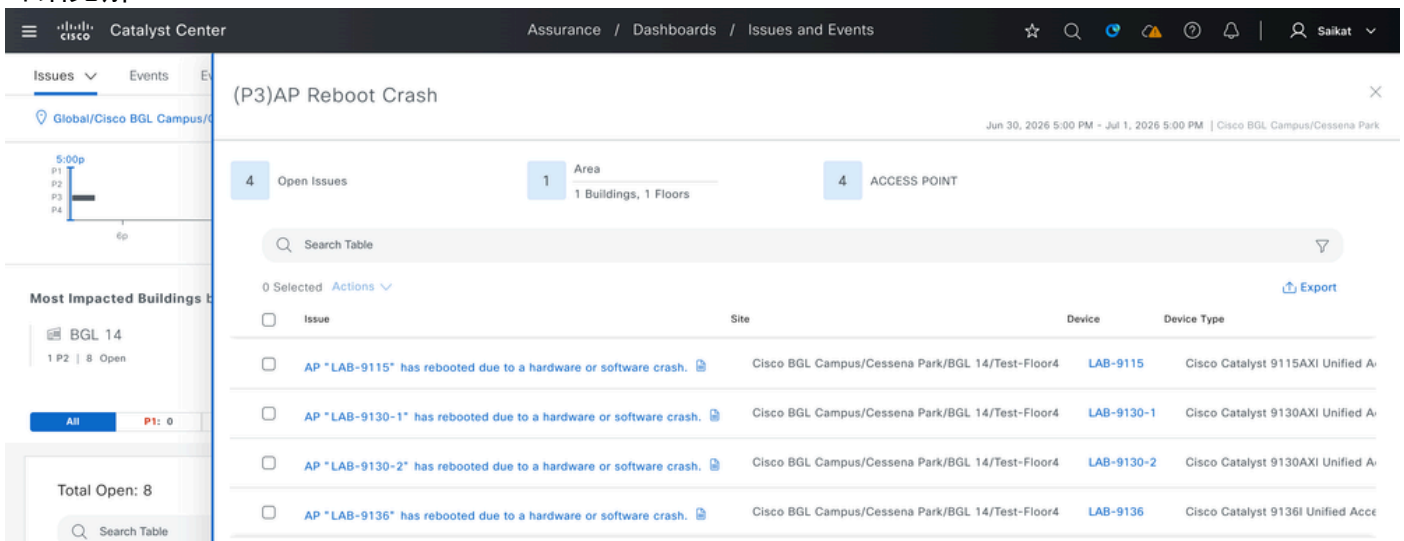 cisco Catalyst Center Assurance / Dashboards / Issues and Events Saikat
Issues Events
(P3)AP Reboot Crash
Global/Cisco BGL Campus/
Jun 30, 2026 5:00 PM - Jul 1, 2026 5:00 PM | Cisco BGL Campus/Cessena Park
5:00p
P1
P2
P3
P4
6p
4 Open Issues
1 Area
1 Buildings, 1 Floors
4 ACCESS POINT
Search Table
0 Selected Actions Export
Most Impacted Buildings
BGL 14
1 P2 | 8 Open
All P1: 0
Total Open: 8
Search Table
Issue Site Device Device Type
AP "LAB-9115" has rebooted due to a hardware or software crash. Cisco BGL Campus/Cessena Park/BGL 14/Test-Floor4 LAB-9115 Cisco Catalyst 9115AXI Unified A
AP "LAB-9130-1" has rebooted due to a hardware or software crash. Cisco BGL Campus/Cessena Park/BGL 14/Test-Floor4 LAB-9130-1 Cisco Catalyst 9130AXI Unified A
AP "LAB-9130-2" has rebooted due to a hardware or software crash. Cisco BGL Campus/Cessena Park/BGL 14/Test-Floor4 LAB-9130-2 Cisco Catalyst 9130AXI Unified A
AP "LAB-9136" has rebooted due to a hardware or software crash. Cisco BGL Campus/Cessena Park/BGL 14/Test-Floor4 LAB-9136 Cisco Catalyst 9136I Unified Acce